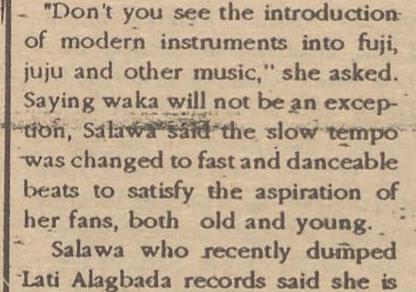 "Don't you see the introduction
of modern instruments into fuji,
juju and other music," she asked.
Saying waka will not be an excep-
tion, Salawa said the slow tempo
was changed to fast and danceable
beats to satisfy the aspiration of
her fans, both old and young.
Salawa who recently dumped
Lati Alagbada records said she is